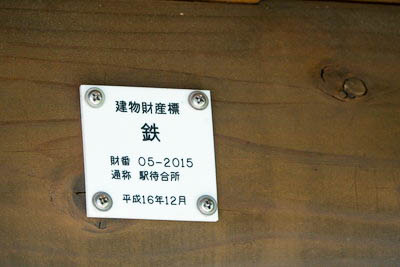 建物財産標
鉄
財番 05-2015
通称 駅待合所
平成16年12月